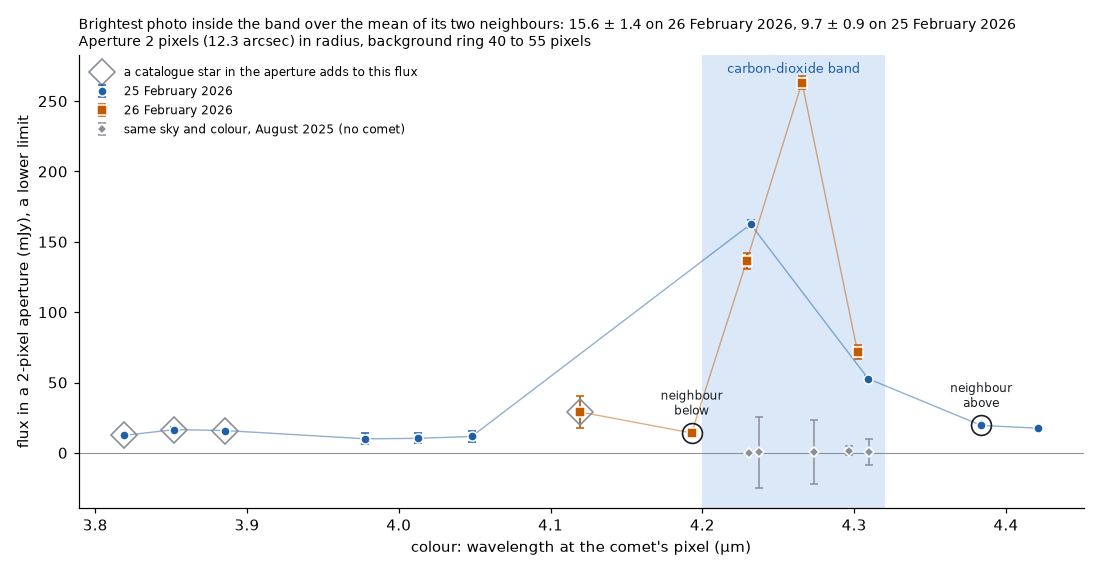 Brightest photo inside the band over the mean of its two neighbours: 15.6 ± 1.4 on 26 February 2026, 9.7 ± 0.9 on 25 February 2026
Aperture 2 pixels (12.3 arcsec) in radius, background ring 40 to 55 pixels
a catalogue star in the aperture adds to this flux
25 February 2026
26 February 2026
same sky and colour, August 2025 (no comet)
carbon-dioxide band
neighbour
below
neighbour
above
flux in a 2-pixel aperture (mJy), a lower limit
250
200
150
100
50
0
3.8
3.9
4.0
4.1
4.2
4.3
4.4
colour: wavelength at the comet's pixel (μm)